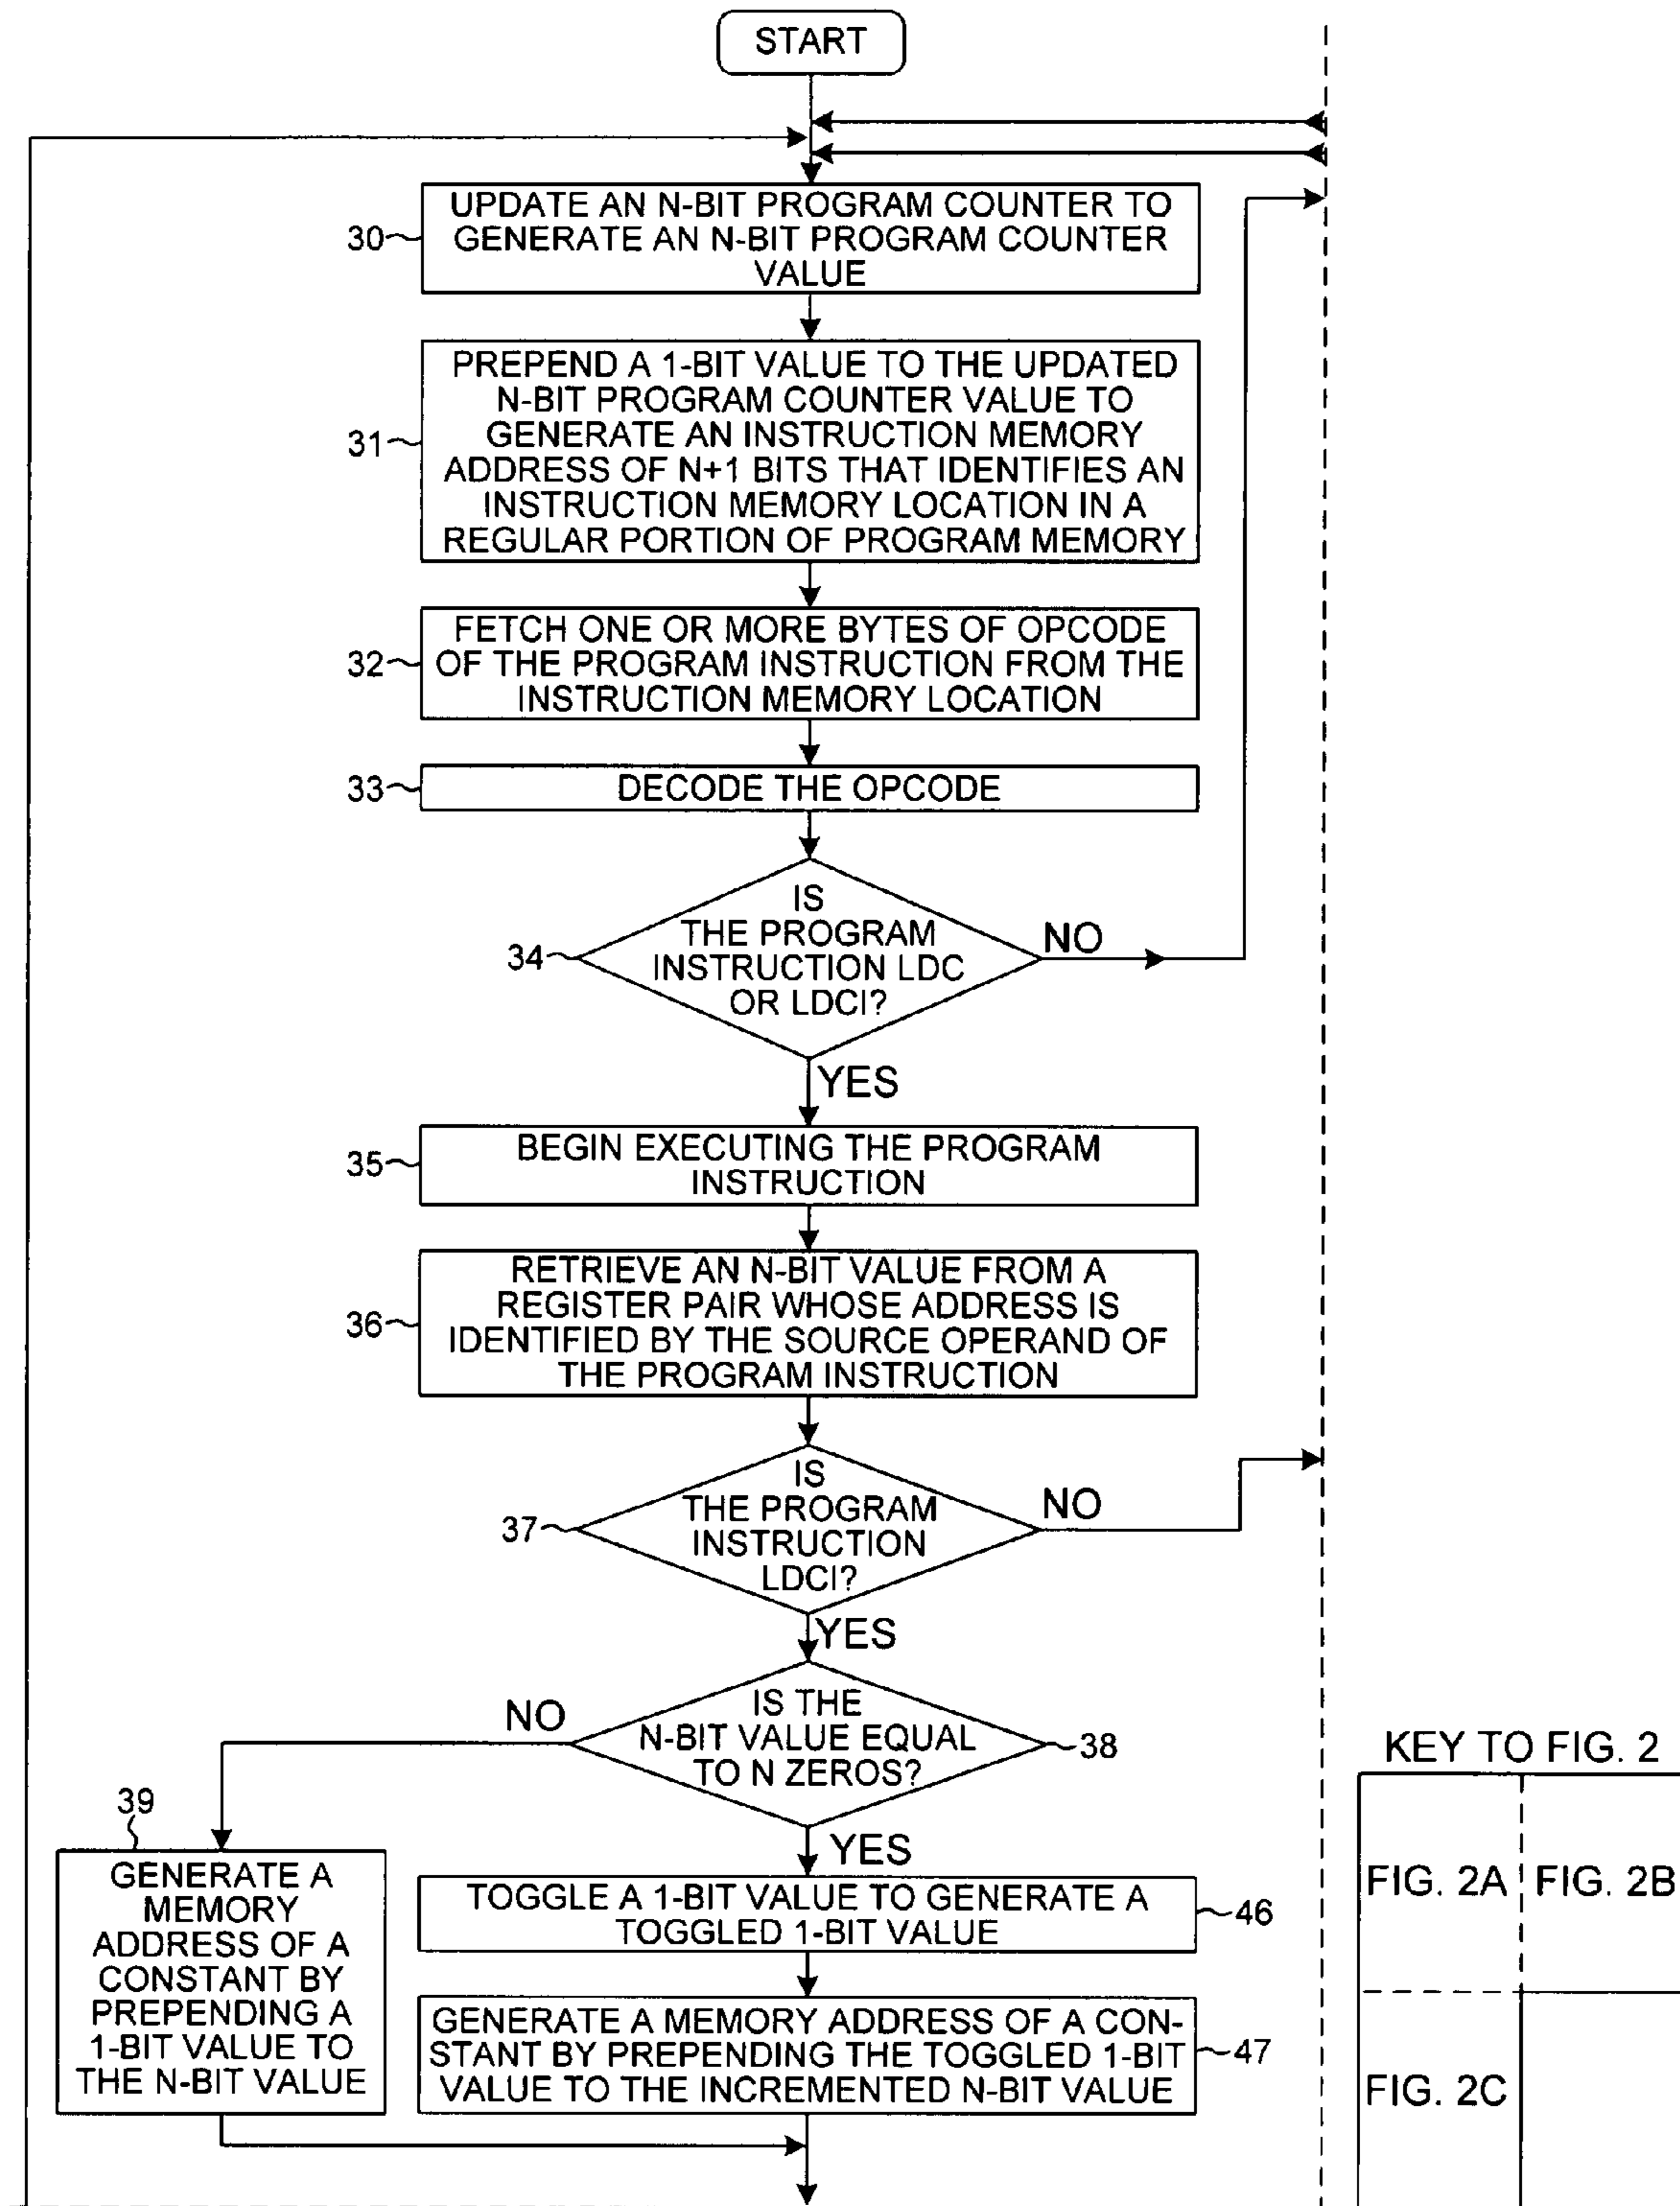 START
30
UPDATE AN N-BIT PROGRAM COUNTER TO
GENERATE AN N-BIT PROGRAM COUNTER
VALUE
31
PREPEND A 1-BIT VALUE TO THE UPDATED
N-BIT PROGRAM COUNTER VALUE TO
GENERATE AN INSTRUCTION MEMORY
ADDRESS OF N+1 BITS THAT IDENTIFIES AN
INSTRUCTION MEMORY LOCATION IN A
REGULAR PORTION OF PROGRAM MEMORY
32
FETCH ONE OR MORE BYTES OF OPCODE
OF THE PROGRAM INSTRUCTION FROM THE
INSTRUCTION MEMORY LOCATION
33
DECODE THE OPCODE
34
IS
THE PROGRAM
INSTRUCTION LDC
OR LDCI?
NO
YES
35
BEGIN EXECUTING THE PROGRAM
INSTRUCTION
36
RETRIEVE AN N-BIT VALUE FROM A
REGISTER PAIR WHOSE ADDRESS IS
IDENTIFIED BY THE SOURCE OPERAND OF
THE PROGRAM INSTRUCTION
37
IS
THE PROGRAM
INSTRUCTION
LDCI?
NO
YES
IS THE
N-BIT VALUE EQUAL
TO N ZEROS?
38
NO
YES
39
GENERATE A
MEMORY
ADDRESS OF A
CONSTANT BY
PREPENDING A
1-BIT VALUE TO
THE N-BIT VALUE
TOGGLE A 1-BIT VALUE TO GENERATE A
TOGGLED 1-BIT VALUE
46
GENERATE A MEMORY ADDRESS OF A CON-
STANT BY PREPENDING THE TOGGLED 1-BIT
VALUE TO THE INCREMENTED N-BIT VALUE
47
KEY TO FIG. 2
FIG. 2A
FIG. 2B
FIG. 2C